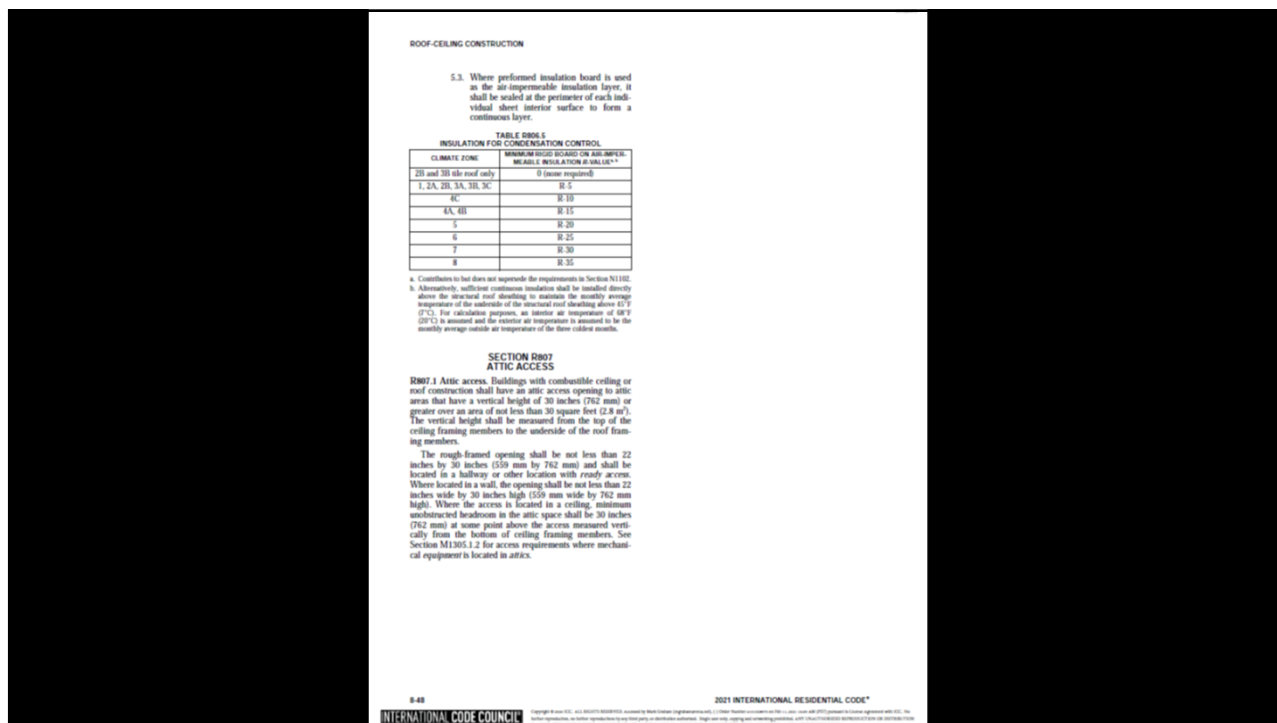 ROOF-CEILING CONSTRUCTION
5.3. Where preformed insulation board is used
as the air-impermeable insulation layer, it
shall be sealed at the perimeter of each indi-
vidual sheet interior surface to form a
continuous layer.
TABLE R806.5
INSULATION FOR CONDENSATION CONTROL
CLIMATE ZONE
MINIMUM RIGID BOARD ON AIR-IMPER-
MEABLE INSULATION R-VALUEa, b
2B and 3B tile roof only 0 (none required)
1, 2A, 2B, 3A, 3B, 3C R-5
4C R-10
4A, 4B R-15
5 R-20
6 R-25
7 R-30
8 R-35
a. Contributes to but does not supersede the requirements in Section N1102.
b. Alternatively, sufficient continuous insulation shall be installed directly
above the structural roof sheathing to maintain the monthly average
temperature of the underside of the structural roof sheathing above 45°F
(7°C). For calculation purposes, an interior air temperature of 68°F
(20°C) is assumed and the exterior air temperature is assumed to be the
monthly average outside air temperature of the three coldest months.
SECTION R807
ATTIC ACCESS
R807.1 Attic access. Buildings with combustible ceiling or
roof construction shall have an attic access opening to attic
areas that have a vertical height of 30 inches (762 mm) or
greater over an area of not less than 30 square feet (2.8 m²).
The vertical height shall be measured from the top of the
ceiling framing members to the underside of the roof fram-
ing members.
The rough-framed opening shall be not less than 22
inches by 30 inches (559 mm by 762 mm) and shall be
located in a hallway or other location with ready access.
Where located in a wall, the opening shall be not less than 22
inches wide by 30 inches high (559 mm wide by 762 mm
high). Where the access is located in a ceiling, minimum
unobstructed headroom in the attic space shall be 30 inches
(762 mm) at some point above the access measured verti-
cally from the bottom of ceiling framing members. See
Section M1305.1.2 for access requirements where mechani-
cal equipment is located in attics.
8-48 2021 INTERNATIONAL RESIDENTIAL CODE®
INTERNATIONAL CODE COUNCIL